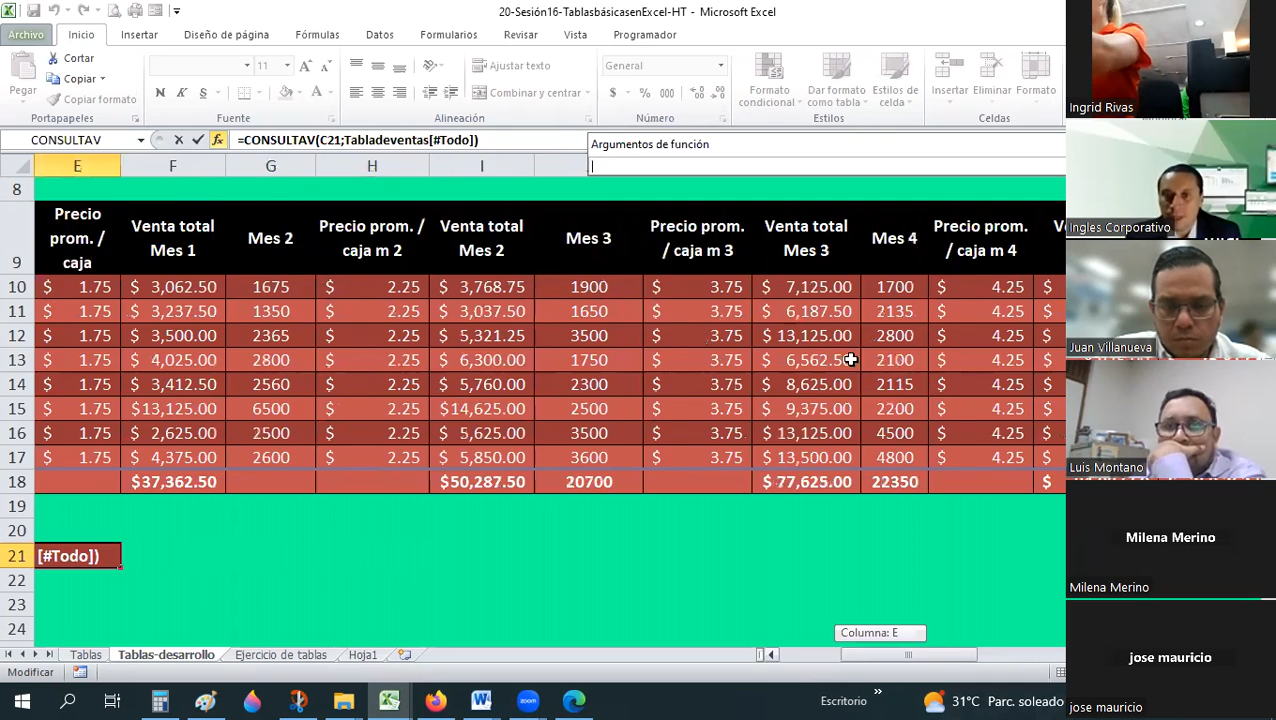 20-Sesión16-TablasbásicasenExcel-HT - Microsoft Excel
Archivo Inicio Insertar Diseño de página Fórmulas Datos Formularios Revisar Vista Programador
Cortar
Copiar
Copiar formato
Pegar
Portapapeles
11
N K S
Fuente
Ajustar texto
Combinar y centrar
Alineación
General
$ % 000
Número
Formato condicional
Dar formato como tabla
Estilos de celda
Estilos
Insertar Eliminar Formato
Celdas
CONSULTAV =CONSULTAV(C21;Tabladeventas[#Todo])
Argumentos de función
E F G H I
8
9 Precio prom. / caja Venta total Mes 1 Mes 2 Precio prom. / caja m 2 Venta total Mes 2 Mes 3 Precio prom. / caja m 3 Venta total Mes 3 Mes 4 Precio prom. / caja m 4
10 $ 1.75 $ 3,062.50 1675 $ 2.25 $ 3,768.75 1900 $ 3.75 $ 7,125.00 1700 $ 4.25 $
11 $ 1.75 $ 3,237.50 1350 $ 2.25 $ 3,037.50 1650 $ 3.75 $ 6,187.50 2135 $ 4.25 $
12 $ 1.75 $ 3,500.00 2365 $ 2.25 $ 5,321.25 3500 $ 3.75 $ 13,125.00 2800 $ 4.25 $
13 $ 1.75 $ 4,025.00 2800 $ 2.25 $ 6,300.00 1750 $ 3.75 $ 6,562.50 2100 $ 4.25 $
14 $ 1.75 $ 3,412.50 2560 $ 2.25 $ 5,760.00 2300 $ 3.75 $ 8,625.00 2115 $ 4.25 $
15 $ 1.75 $13,125.00 6500 $ 2.25 $14,625.00 2500 $ 3.75 $ 9,375.00 2200 $ 4.25 $
16 $ 1.75 $ 2,625.00 2500 $ 2.25 $ 5,625.00 3500 $ 3.75 $ 13,125.00 4500 $ 4.25 $
17 $ 1.75 $ 4,375.00 2600 $ 2.25 $ 5,850.00 3600 $ 3.75 $ 13,500.00 4800 $ 4.25 $
18 $37,362.50 $50,287.50 20700 $ 77,625.00 22350 $
19
20
21 [#Todo])
22
23
24
Columna: E
Tablas Tablas-desarrollo Ejercicio de tablas Hoja1
Modificar
Escritorio
31°C Parc. soleado
Ingrid Rivas
Ingles Corporativo
Juan Villanueva
Luis Montano
Milena Merino
Milena Merino
jose mauricio
jose mauricio